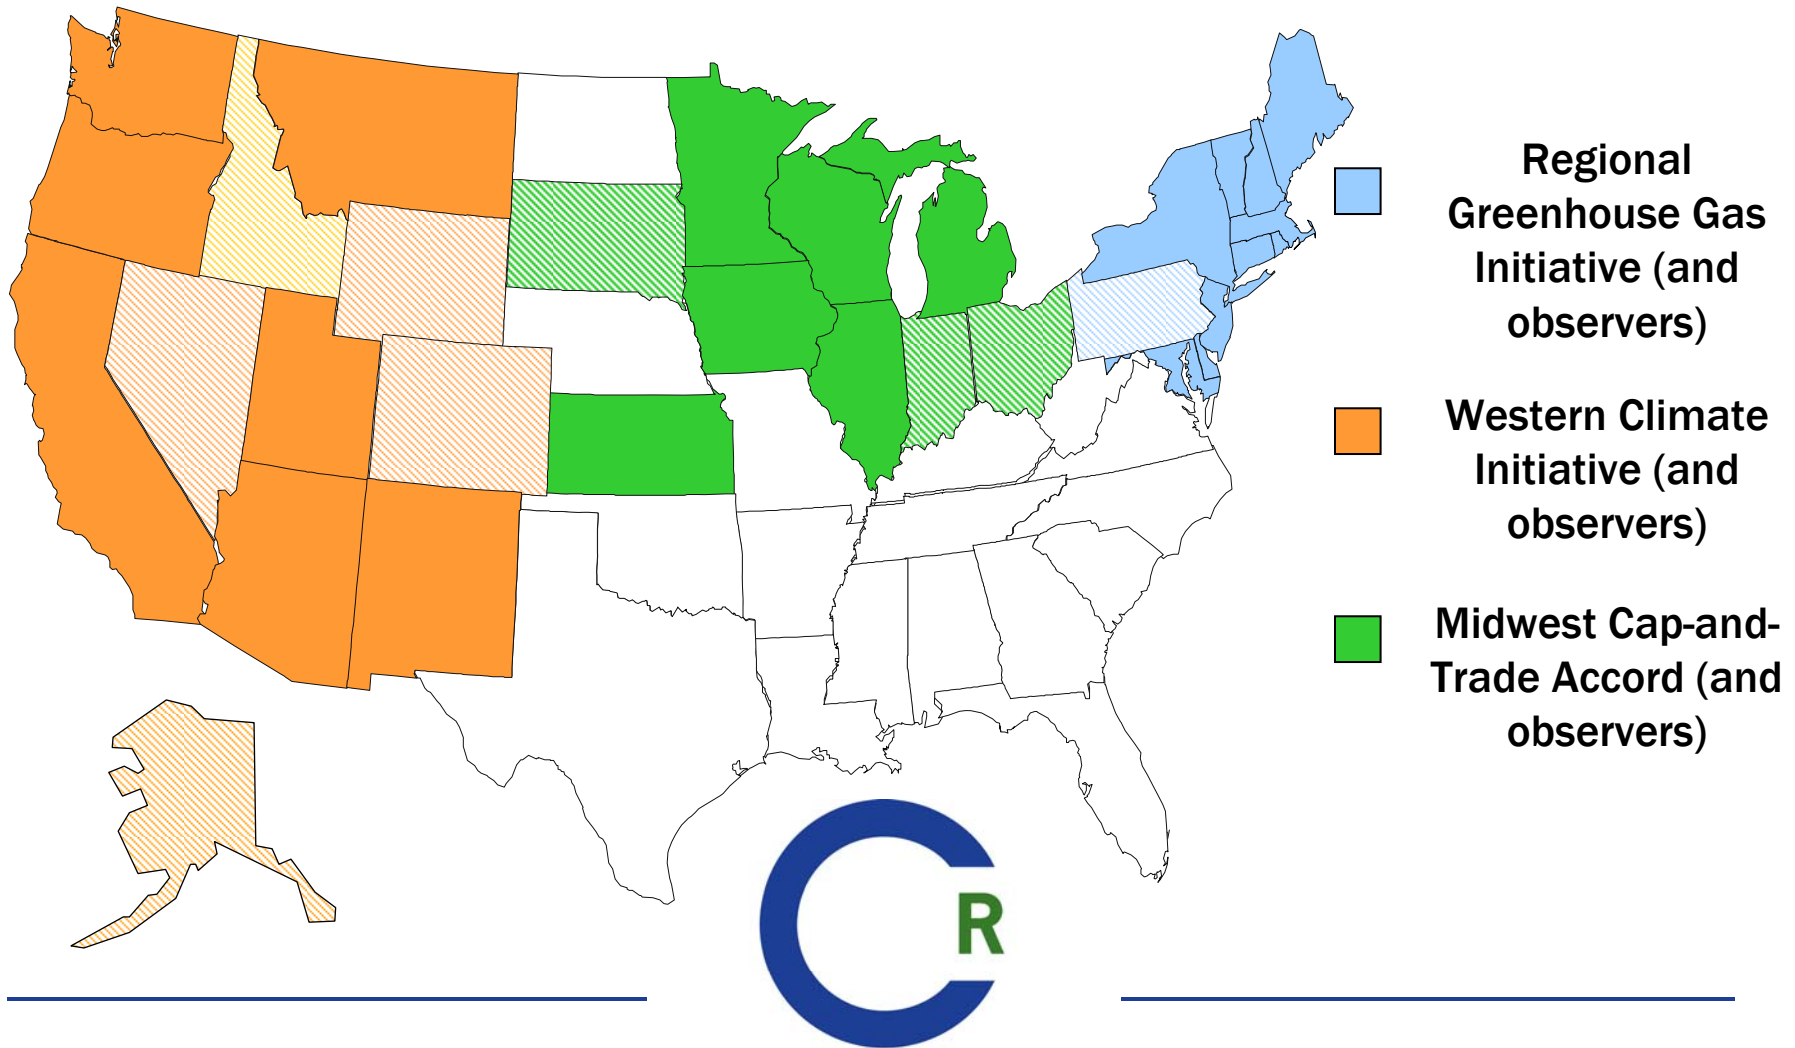 Regional
Greenhouse Gas
Initiative (and
observers)
Western Climate
Initiative (and
observers)
Midwest Cap-and-
Trade Accord (and
observers)
C
R